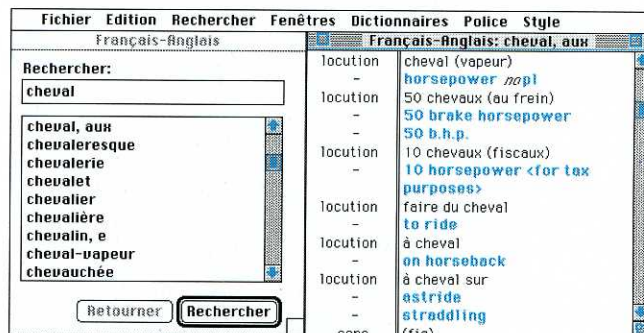 Fichier Edition Rechercher Fenêtres Dictionnaires Police Style
Français-Anglais
Rechercher:
cheval
cheval, aux
chevaleresque
chevalerie
chevalet
chevalier
chevalière
chevalin, e
cheval-vapeur
chevauchée
Retourner
Rechercher
Français-Anglais: cheval, aux
locution cheval (vapeur)
- horsepower nopl
locution 50 chevaux (au frein)
- 50 brake horsepower
- 50 b.h.p.
locution 10 chevaux (fiscaux)
- 10 horsepower <for tax
purposes>
locution faire du cheval
- to ride
locution à cheval
- on horseback
locution à cheval sur
- astride
- straddling
sens (fig)